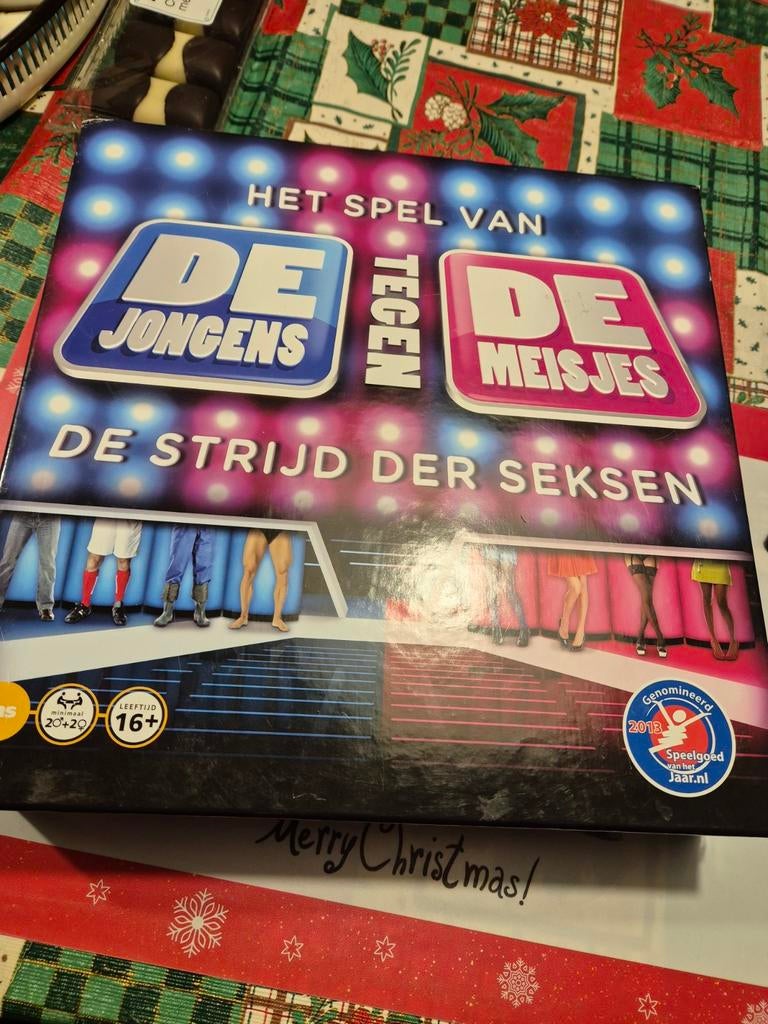 HET SPEL VAN
DE
JONGENS
TEGEN
DE
MEISJES
DE STRIJD DER SEKSEN
minimaal
2♂+2♀
LEEFTIJD
16+
Genomineerd
2013
Speelgoed
van het
Jaar.nl
Merry Christmas!